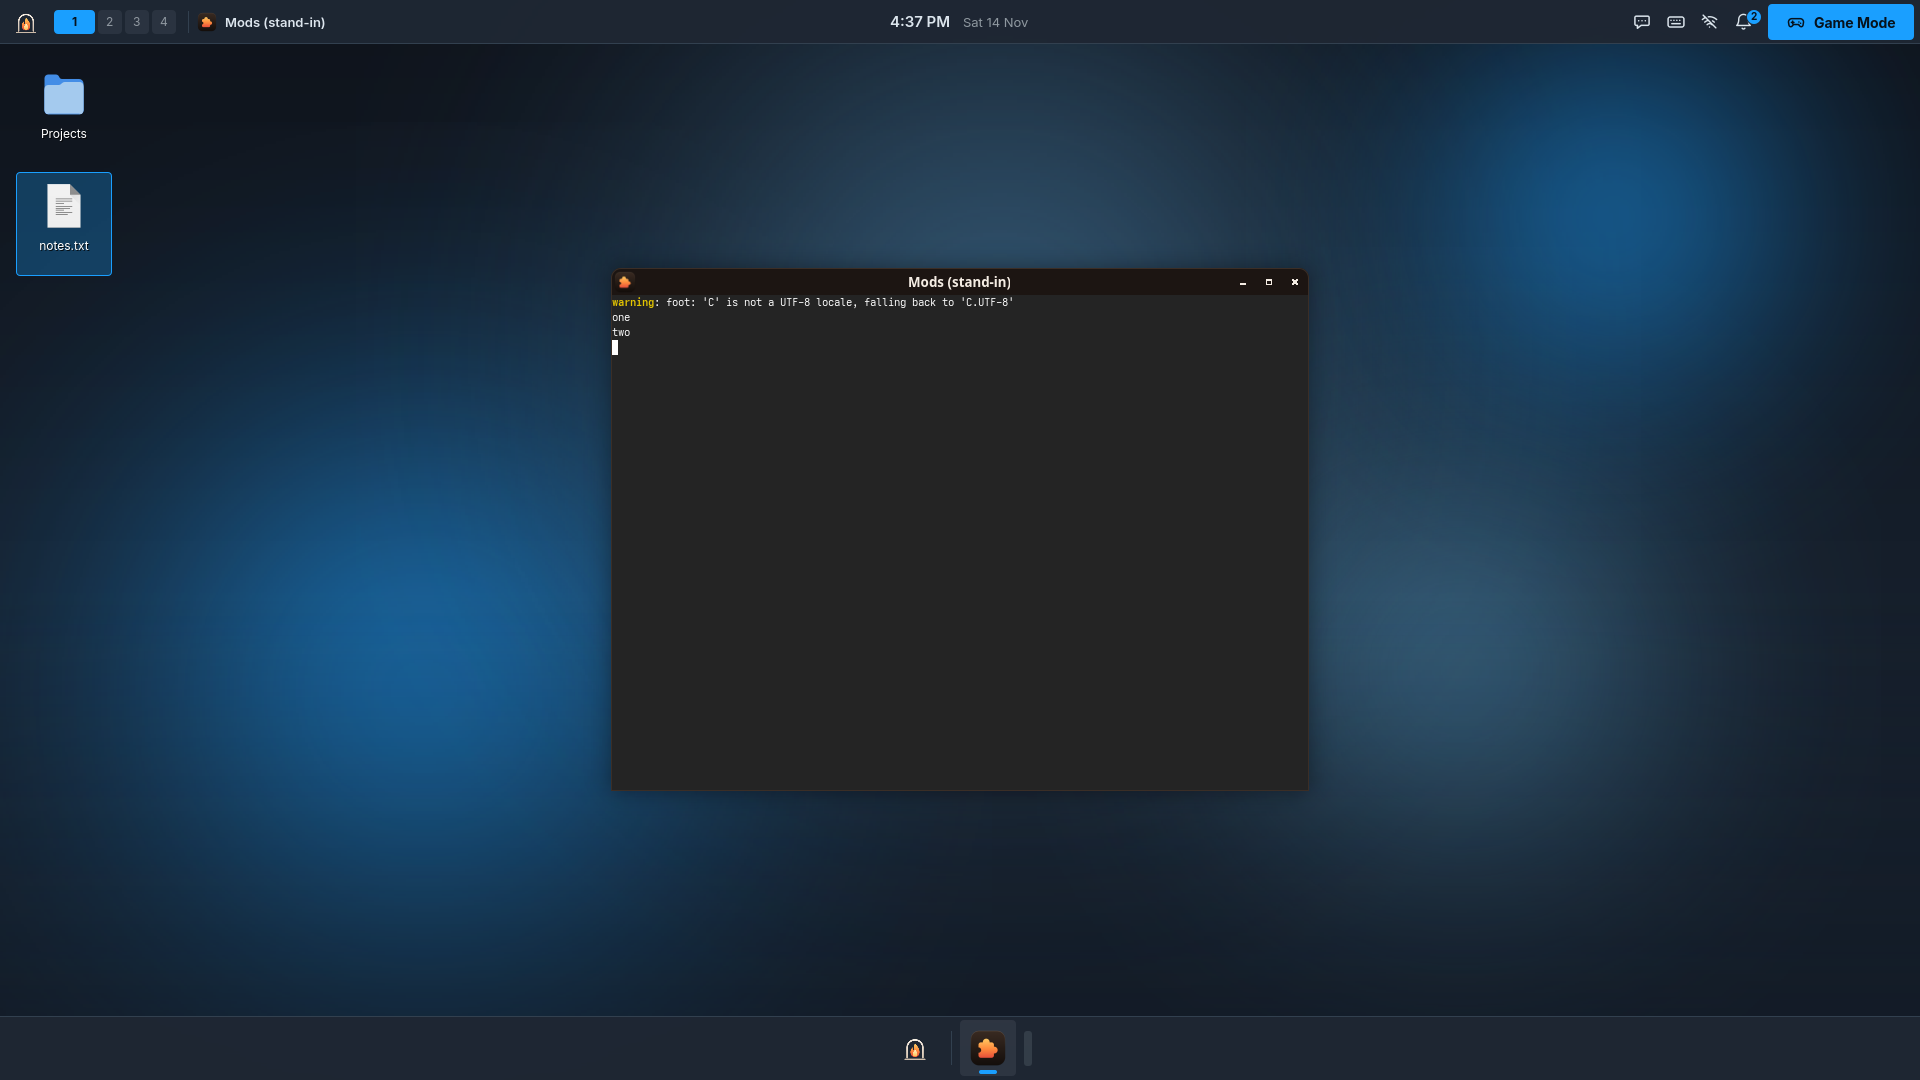 1 2 3 4 Mods (stand-in) 4:37 PM Sat 14 Nov 2 Game Mode
Projects
notes.txt
Mods (stand-in)
warning: foot: 'C' is not a UTF-8 locale, falling back to 'C.UTF-8'
one
two